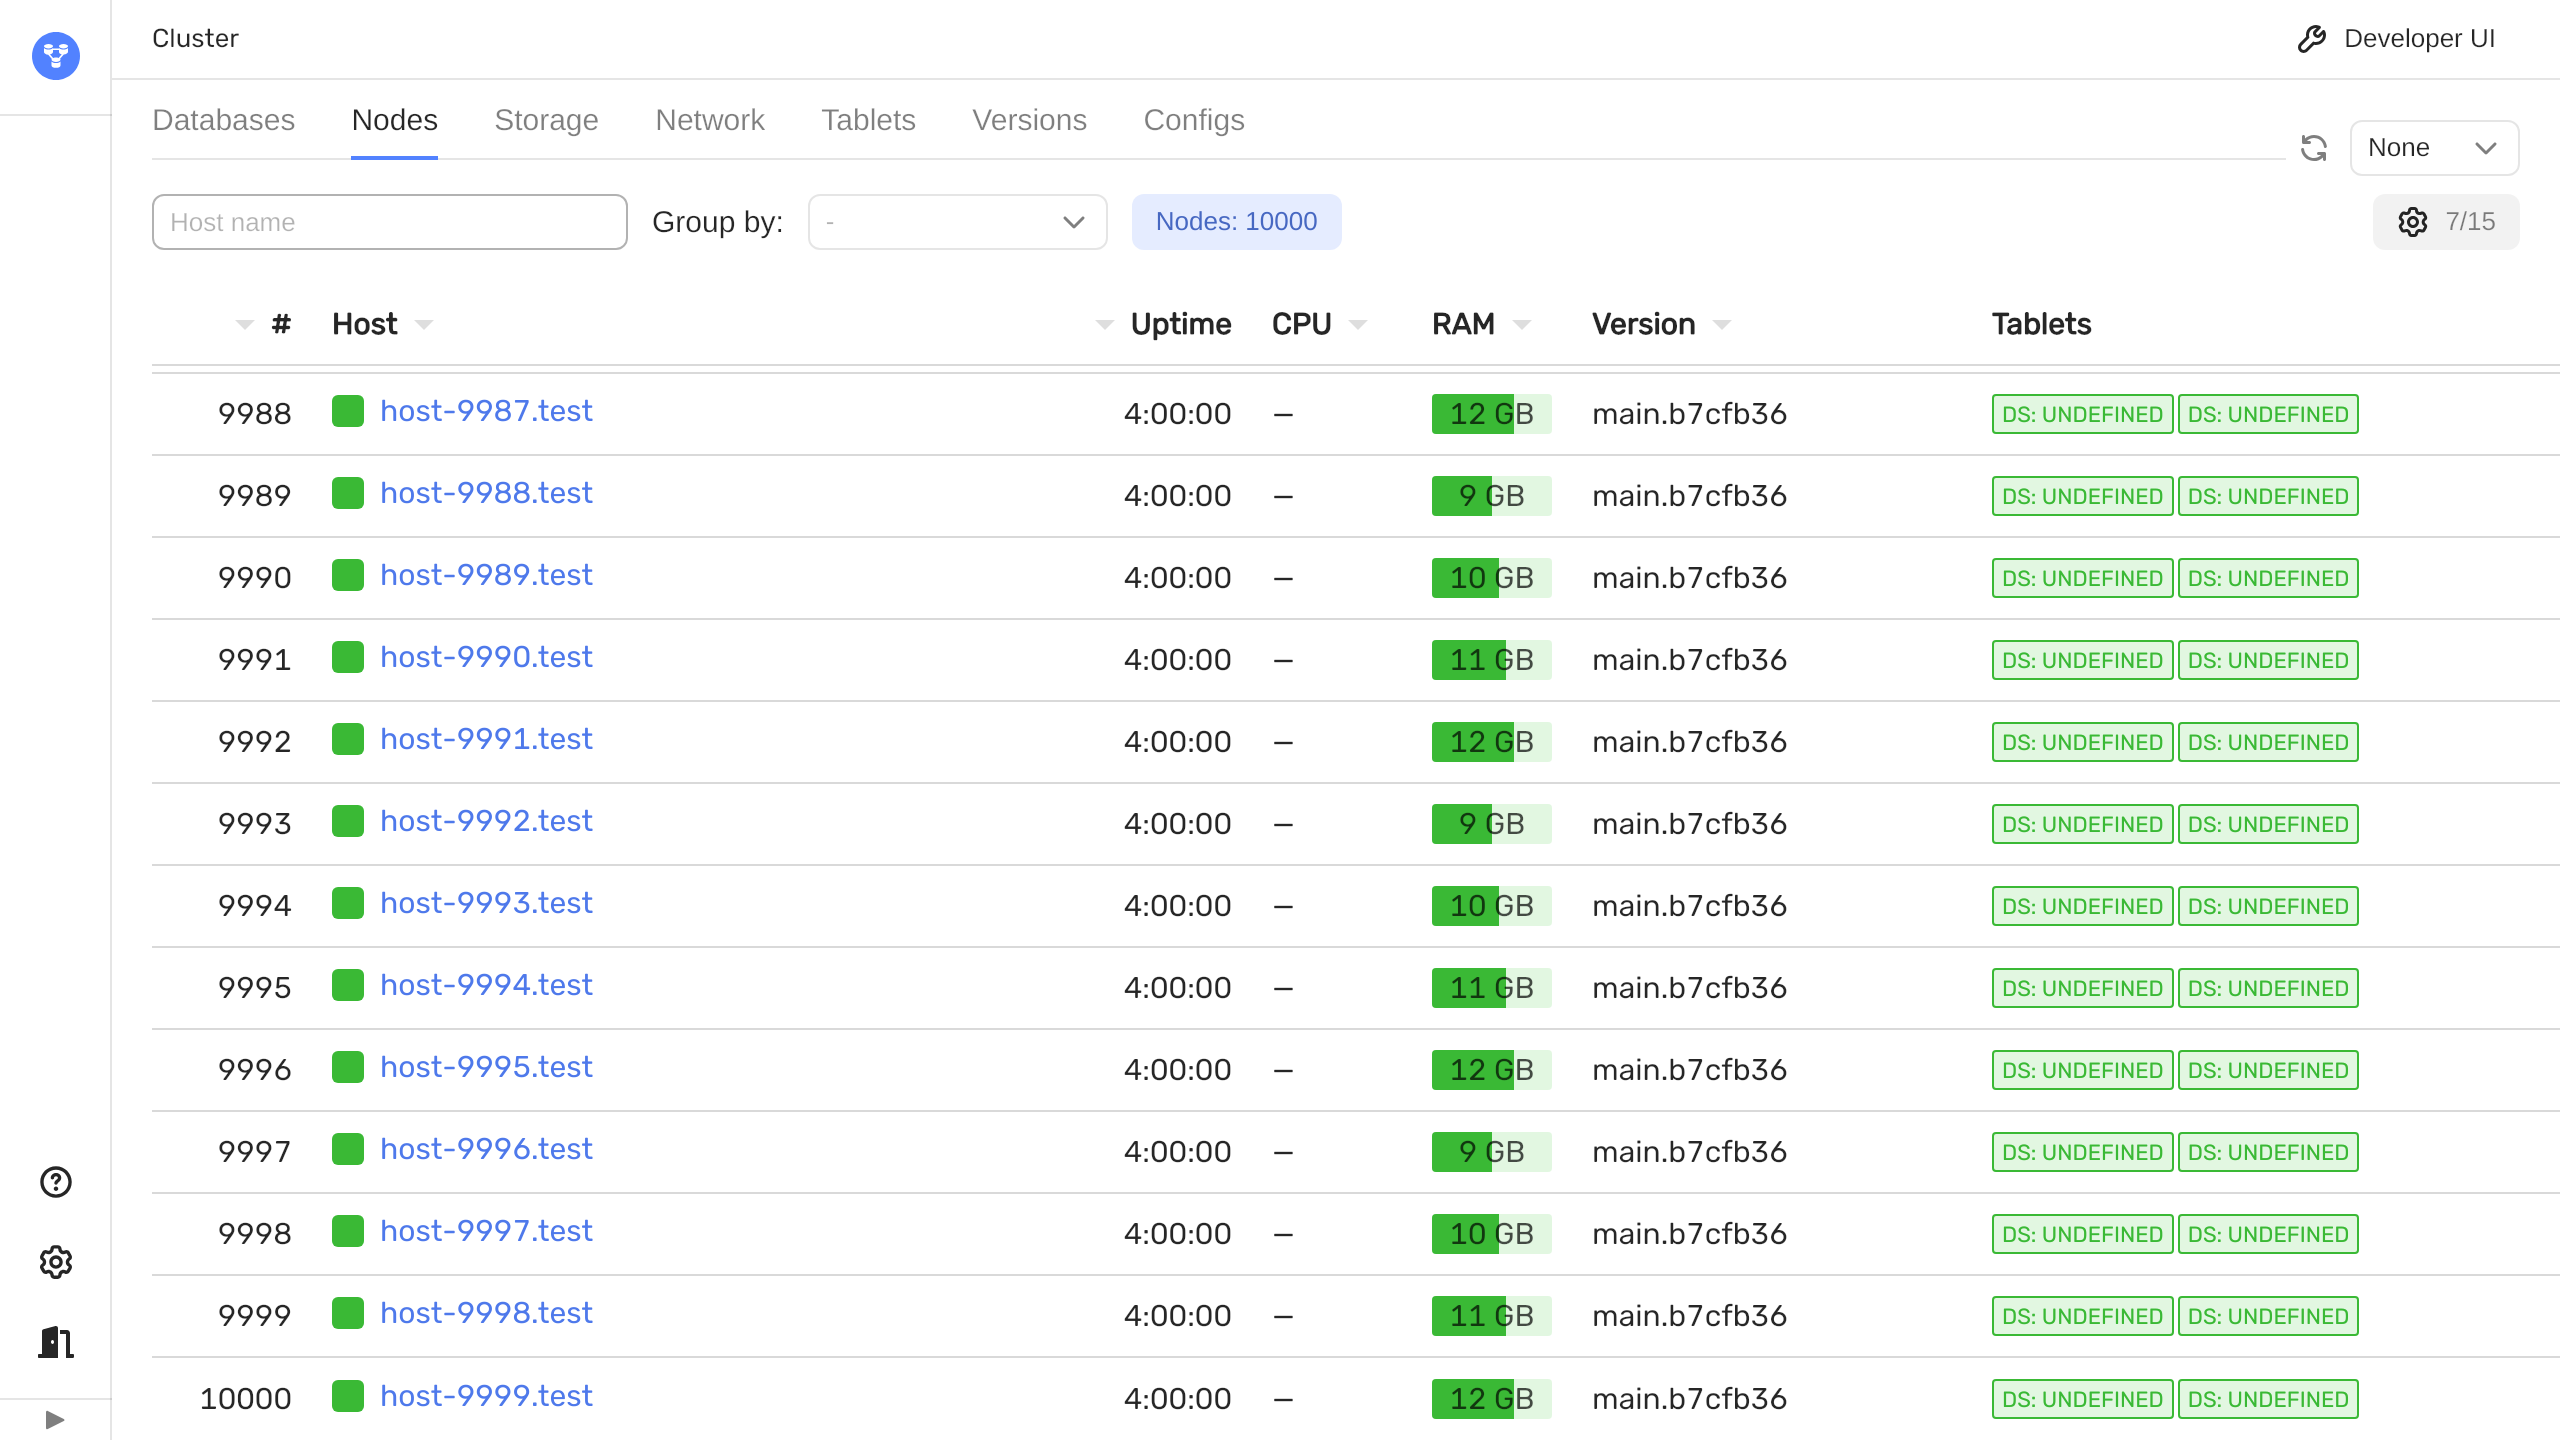 Cluster
Developer UI
Databases Nodes Storage Network Tablets Versions Configs
None
Host name Group by: - Nodes: 10000 7/15
# Host Uptime CPU RAM Version Tablets
9988 host-9987.test 4:00:00 — 12 GB main.b7cfb36 DS: UNDEFINED DS: UNDEFINED
9989 host-9988.test 4:00:00 — 9 GB main.b7cfb36 DS: UNDEFINED DS: UNDEFINED
9990 host-9989.test 4:00:00 — 10 GB main.b7cfb36 DS: UNDEFINED DS: UNDEFINED
9991 host-9990.test 4:00:00 — 11 GB main.b7cfb36 DS: UNDEFINED DS: UNDEFINED
9992 host-9991.test 4:00:00 — 12 GB main.b7cfb36 DS: UNDEFINED DS: UNDEFINED
9993 host-9992.test 4:00:00 — 9 GB main.b7cfb36 DS: UNDEFINED DS: UNDEFINED
9994 host-9993.test 4:00:00 — 10 GB main.b7cfb36 DS: UNDEFINED DS: UNDEFINED
9995 host-9994.test 4:00:00 — 11 GB main.b7cfb36 DS: UNDEFINED DS: UNDEFINED
9996 host-9995.test 4:00:00 — 12 GB main.b7cfb36 DS: UNDEFINED DS: UNDEFINED
9997 host-9996.test 4:00:00 — 9 GB main.b7cfb36 DS: UNDEFINED DS: UNDEFINED
9998 host-9997.test 4:00:00 — 10 GB main.b7cfb36 DS: UNDEFINED DS: UNDEFINED
9999 host-9998.test 4:00:00 — 11 GB main.b7cfb36 DS: UNDEFINED DS: UNDEFINED
10000 host-9999.test 4:00:00 — 12 GB main.b7cfb36 DS: UNDEFINED DS: UNDEFINED